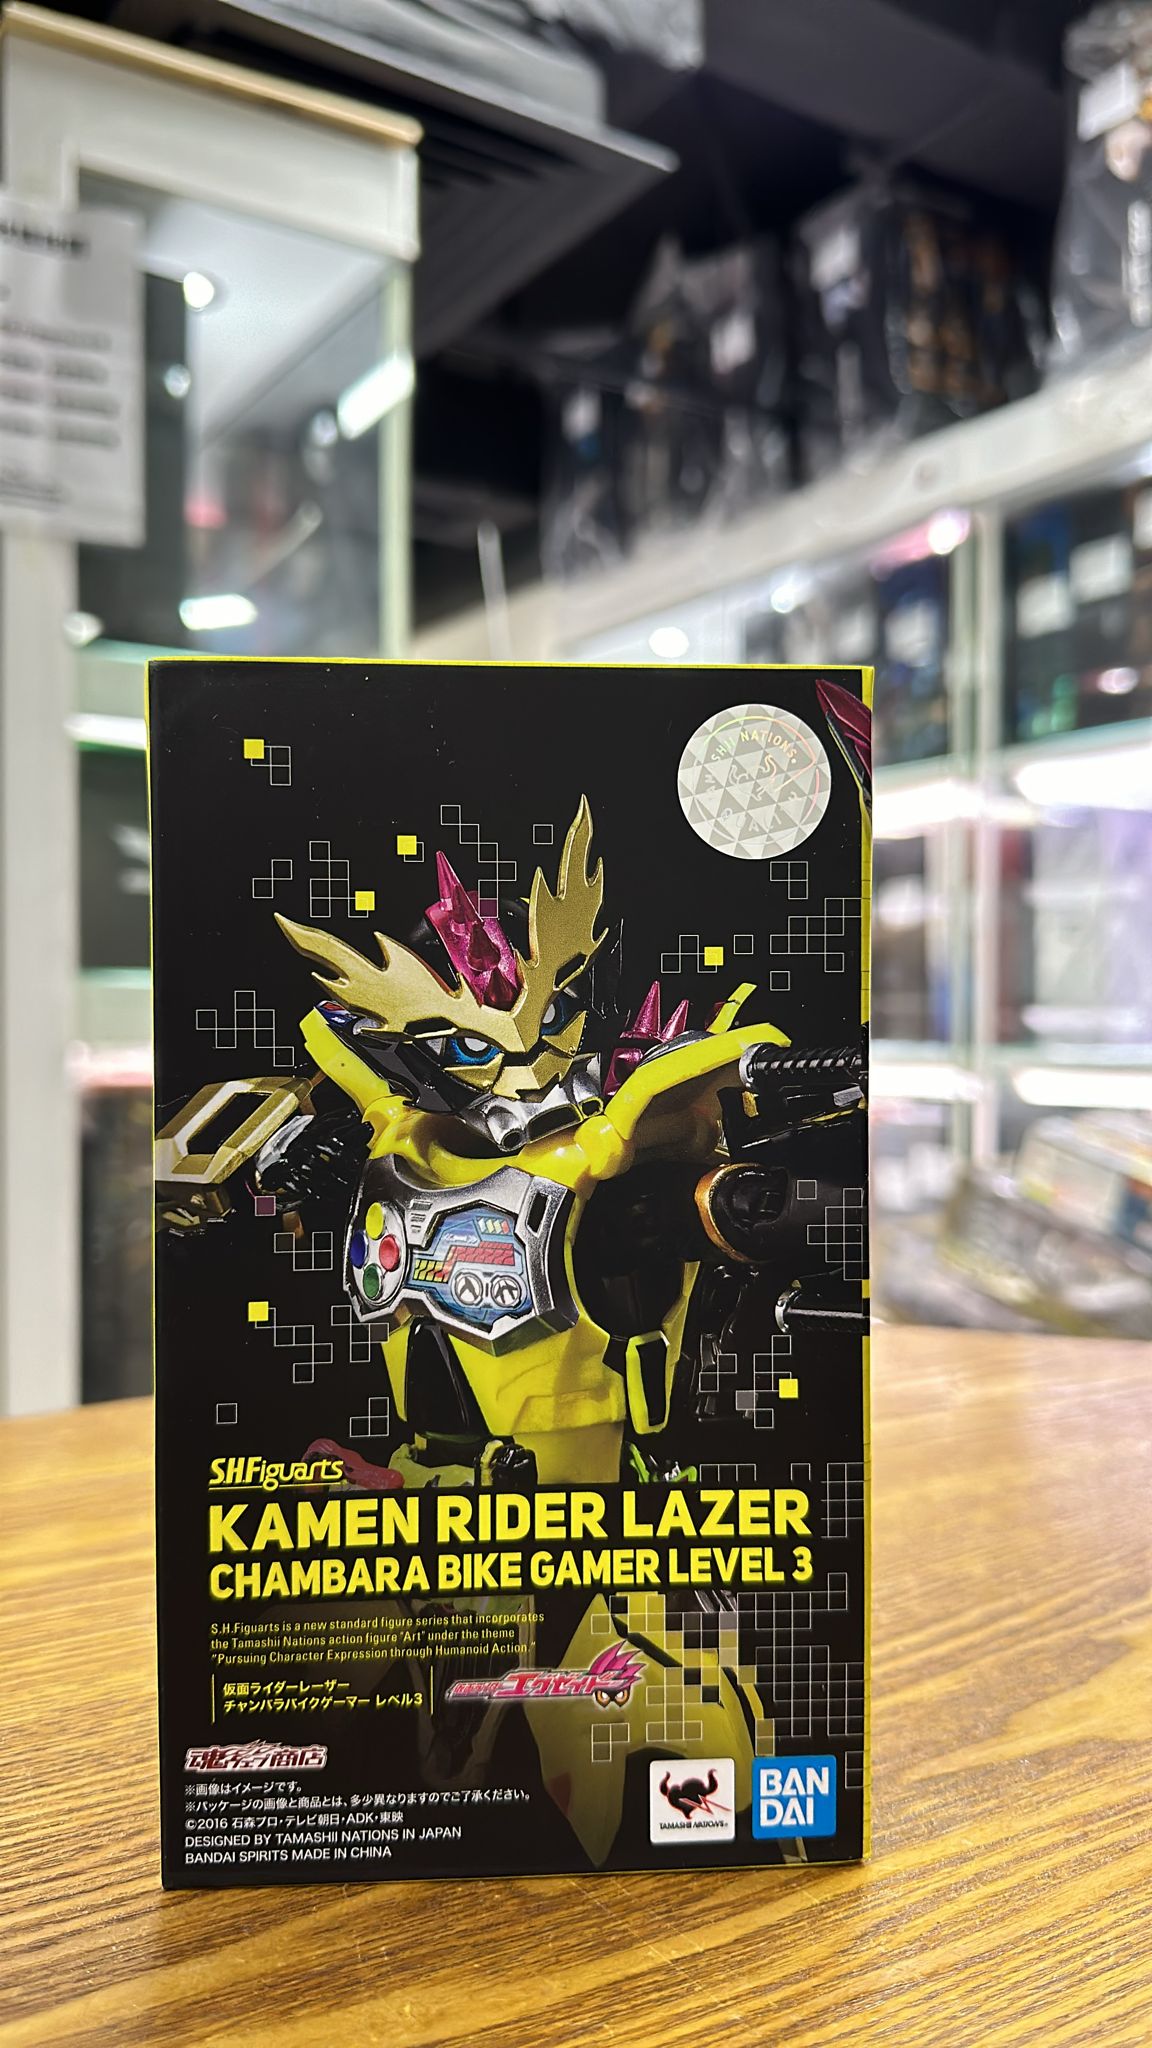 SHII NATIONS
S.H.Figuarts
KAMEN RIDER LAZER
CHAMBARA BIKE GAMER LEVEL 3
S.H.Figuarts is a new standard figure series that incorporates
the Tamashii Nations action figure "Art" under the theme
"Pursuing Character Expression through Humanoid Action."
仮面ライダーレーザー
チャンバラバイクゲーマー レベル3
仮面ライダー エグゼイド
魂ウェブ商店
※画像はイメージです。
※パッケージの画像と商品とは、多少異なりますのでご了承ください。
©2016 石森プロ・テレビ朝日・ADK・東映
DESIGNED BY TAMASHII NATIONS IN JAPAN
BANDAI SPIRITS MADE IN CHINA
TAMASHII NATIONS
BAN
DAI